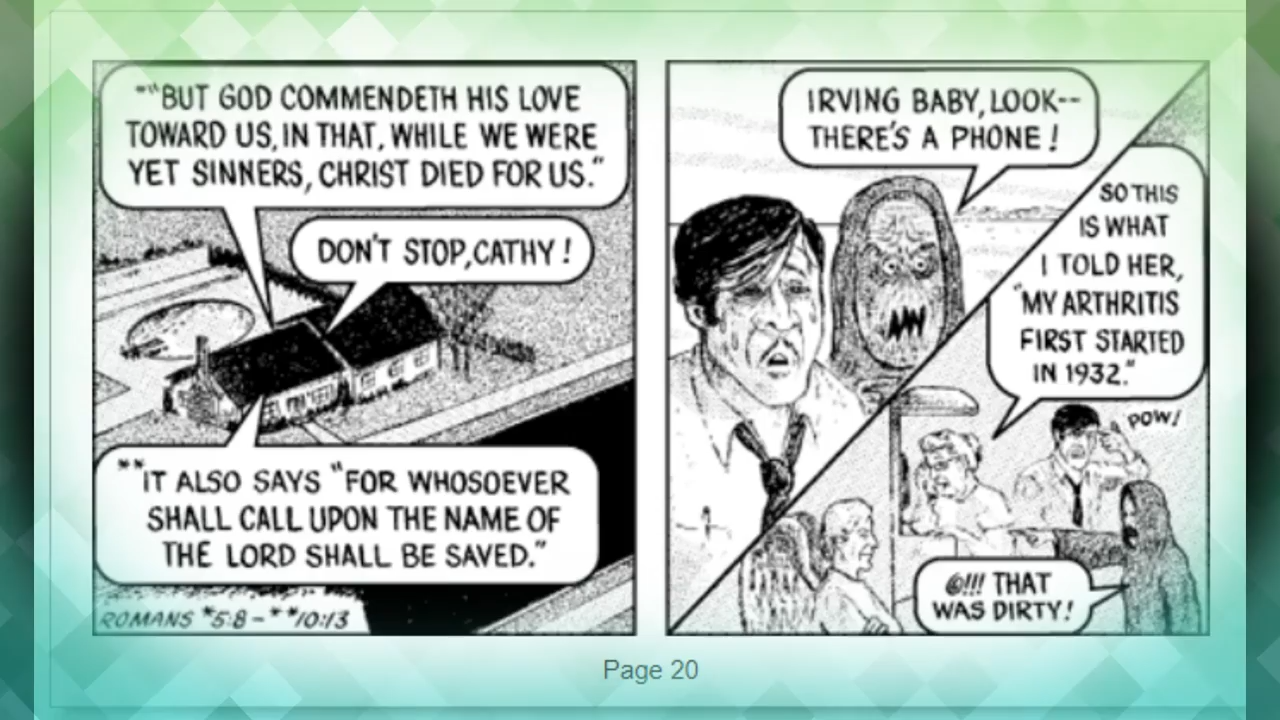 *"BUT GOD COMMENDETH HIS LOVE
TOWARD US, IN THAT, WHILE WE WERE
YET SINNERS, CHRIST DIED FOR US."
DON'T STOP, CATHY!
**IT ALSO SAYS "FOR WHOSOEVER
SHALL CALL UPON THE NAME OF
THE LORD SHALL BE SAVED."
ROMANS *5:8-**10:13
IRVING BABY, LOOK--
THERE'S A PHONE!
SO THIS
IS WHAT
I TOLD HER,
"MY ARTHRITIS
FIRST STARTED
IN 1932."
POW!
@!!! THAT
WAS DIRTY!
Page 20